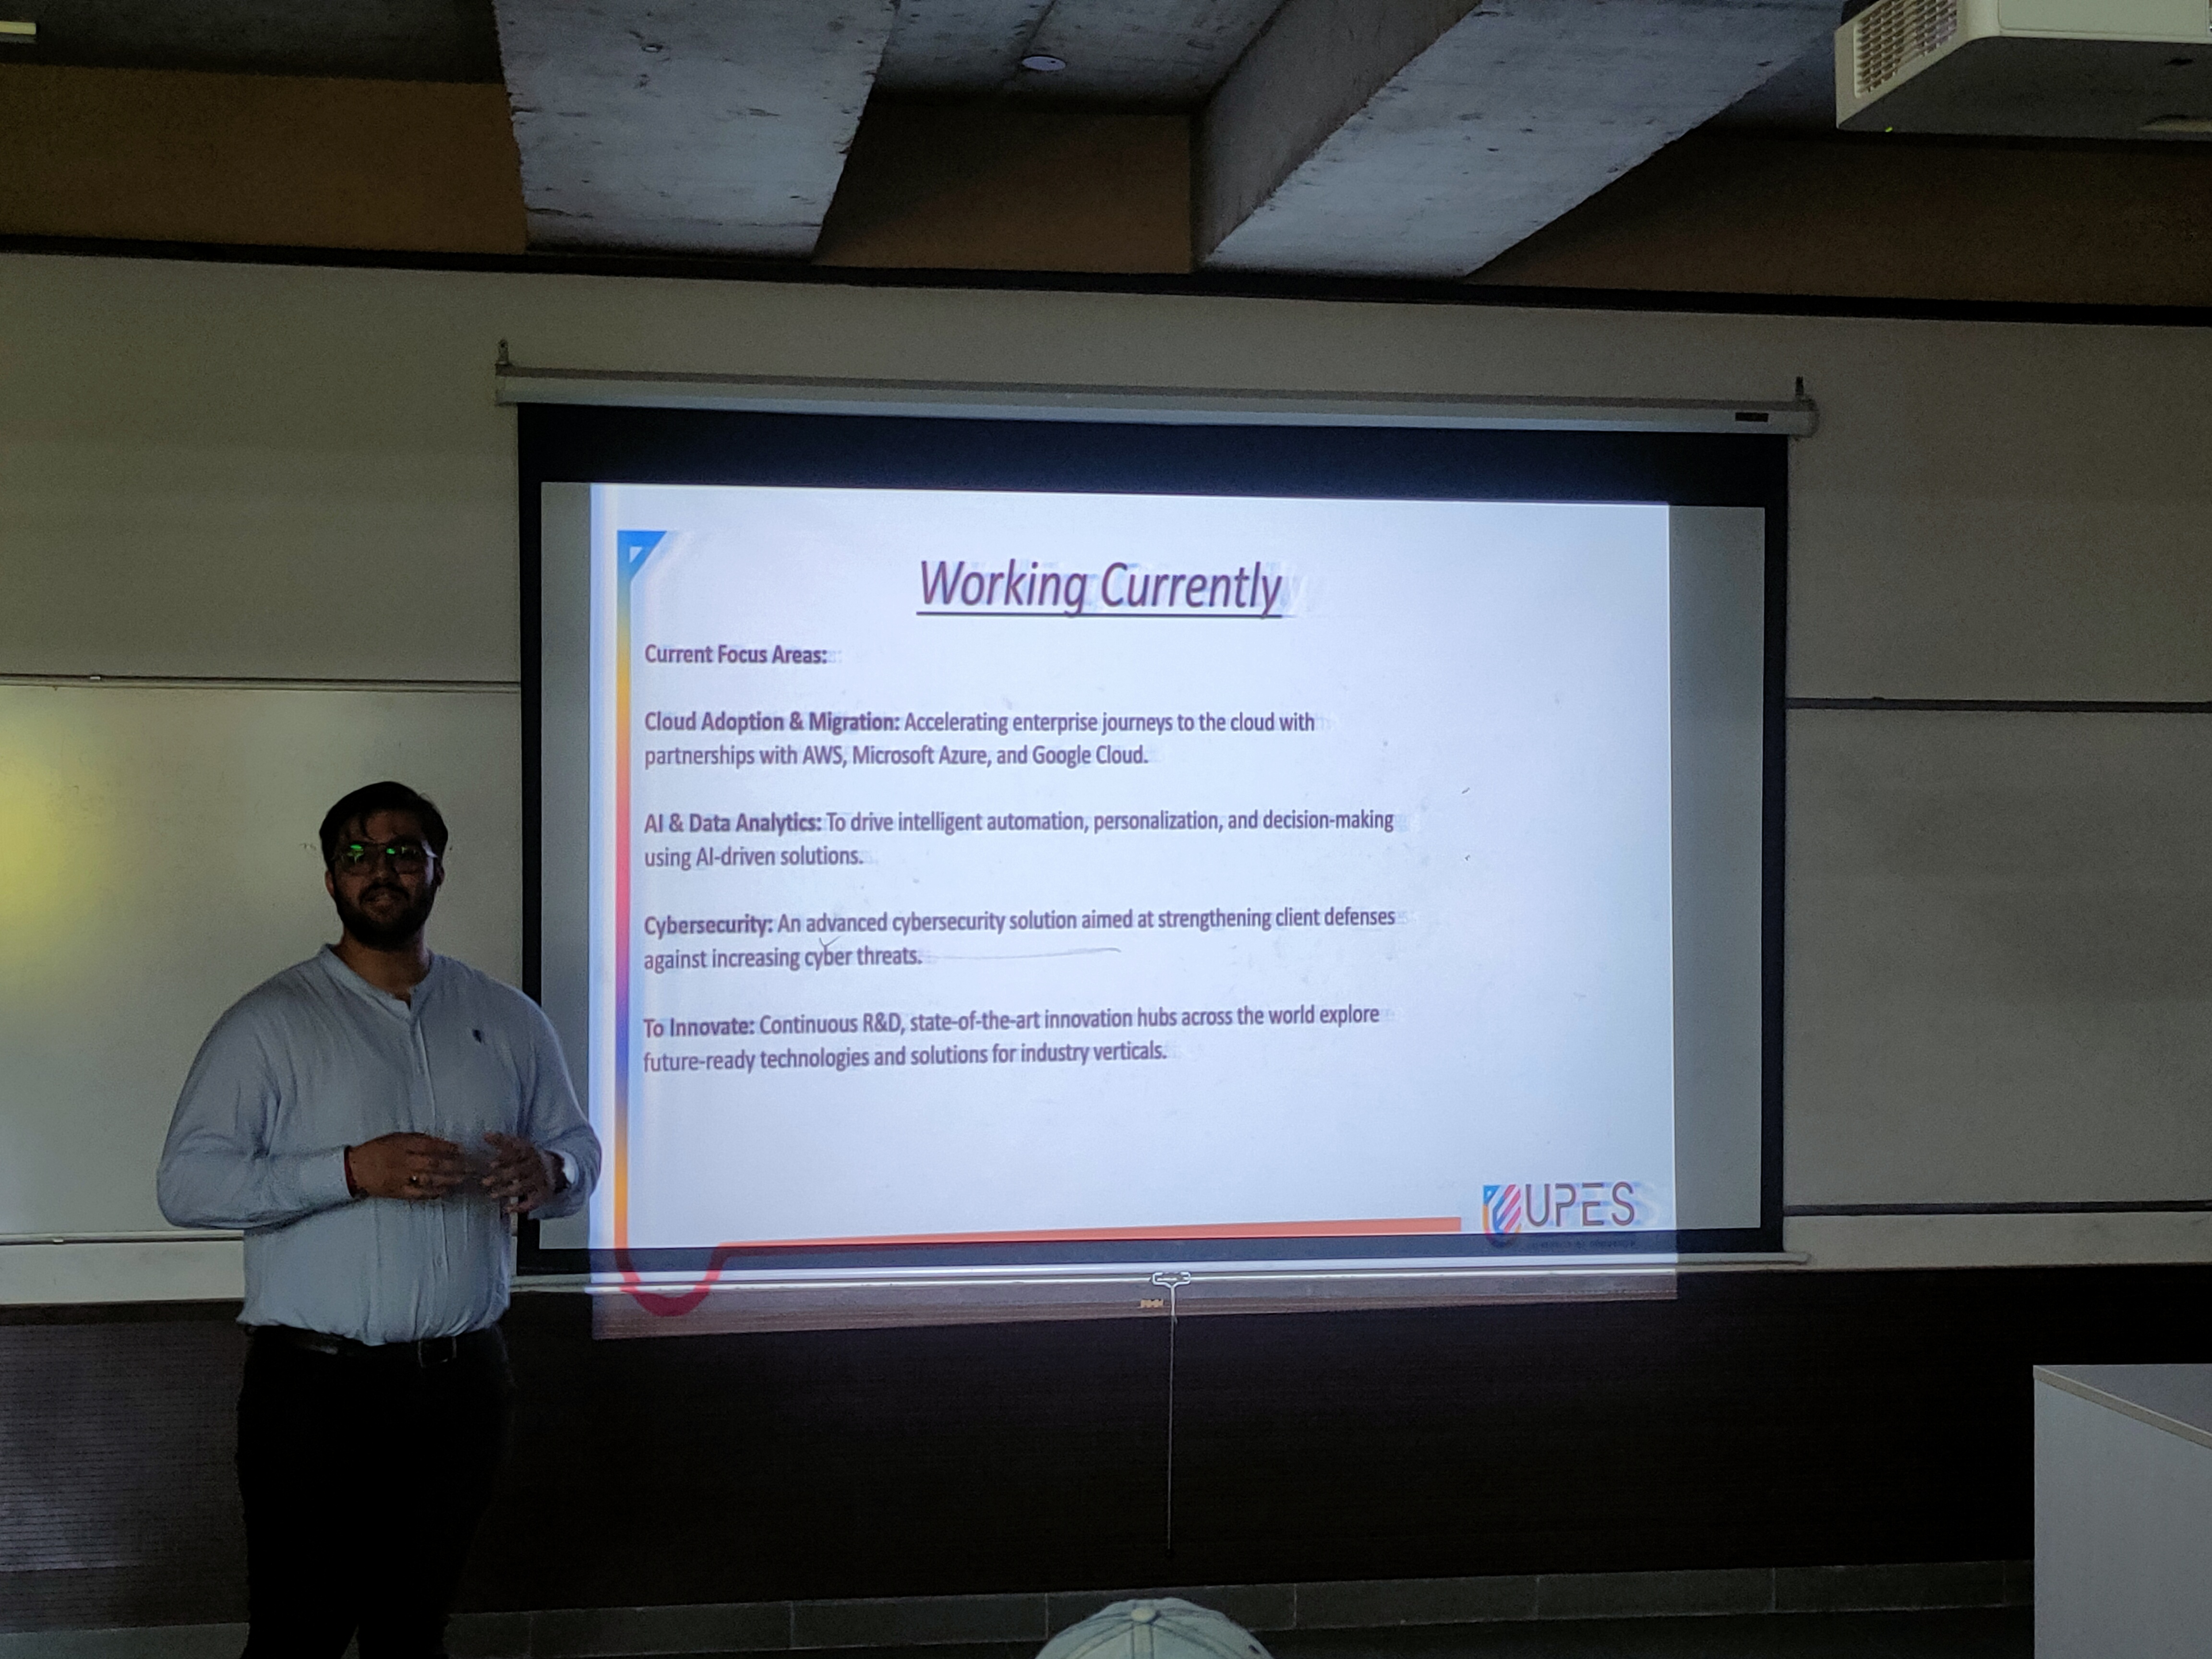 Working Currently
Current Focus Areas:
Cloud Adoption & Migration: Accelerating enterprise journeys to the cloud with
partnerships with AWS, Microsoft Azure, and Google Cloud.
AI & Data Analytics: To drive intelligent automation, personalization, and decision-making
using AI-driven solutions.
Cybersecurity: An advanced cybersecurity solution aimed at strengthening client defenses
against increasing cyber threats.
To Innovate: Continuous R&D, state-of-the-art innovation hubs across the world explore
future-ready technologies and solutions for industry verticals.
UPES